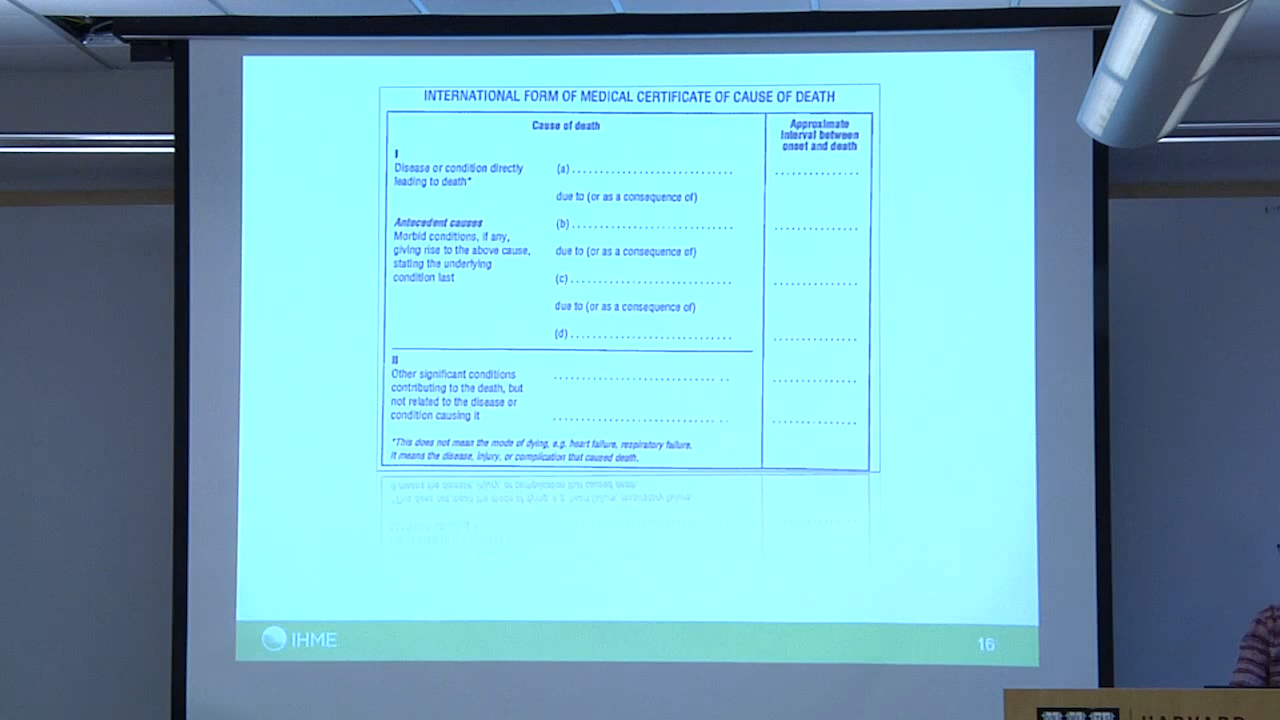 INTERNATIONAL FORM OF MEDICAL CERTIFICATE OF CAUSE OF DEATH
Cause of death
Approximate
interval between
onset and death
I
Disease or condition directly
leading to death*
(a) ..............................
................
due to (or as a consequence of)
Antecedent causes
Morbid conditions, if any,
giving rise to the above cause,
stating the underlying
condition last
(b) ..............................
................
due to (or as a consequence of)
(c) ..............................
................
due to (or as a consequence of)
(d) ..............................
................
II
Other significant conditions
contributing to the death, but
not related to the disease or
condition causing it
..............................
................
..............................
................
*This does not mean the mode of dying, e.g. heart failure, respiratory failure.
It means the disease, injury, or complication that caused death.
IHME
16
HARVARD